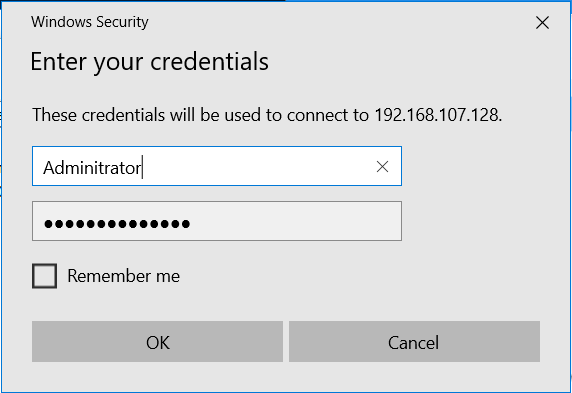 Windows Security
Enter your credentials
These credentials will be used to connect to 192.168.107.128.
Adminitrator
●●●●●●●●●●●●●●
Remember me
OK
Cancel